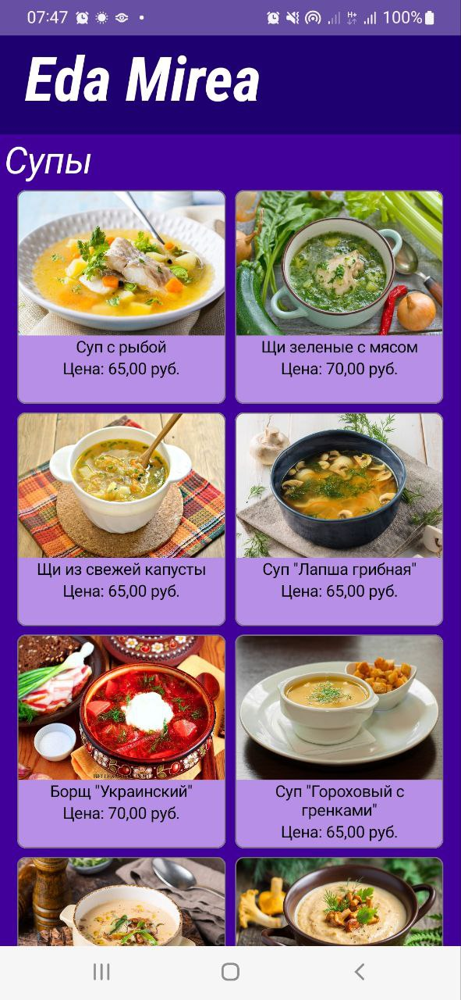 07:47
100%
Eda Mirea
Супы
Суп с рыбой
Цена: 65,00 руб.
Щи зеленые с мясом
Цена: 70,00 руб.
Щи из свежей капусты
Цена: 65,00 руб.
Суп "Лапша грибная"
Цена: 65,00 руб.
Борщ "Украинский"
Цена: 70,00 руб.
Суп "Гороховый с
гренками"
Цена: 65,00 руб.